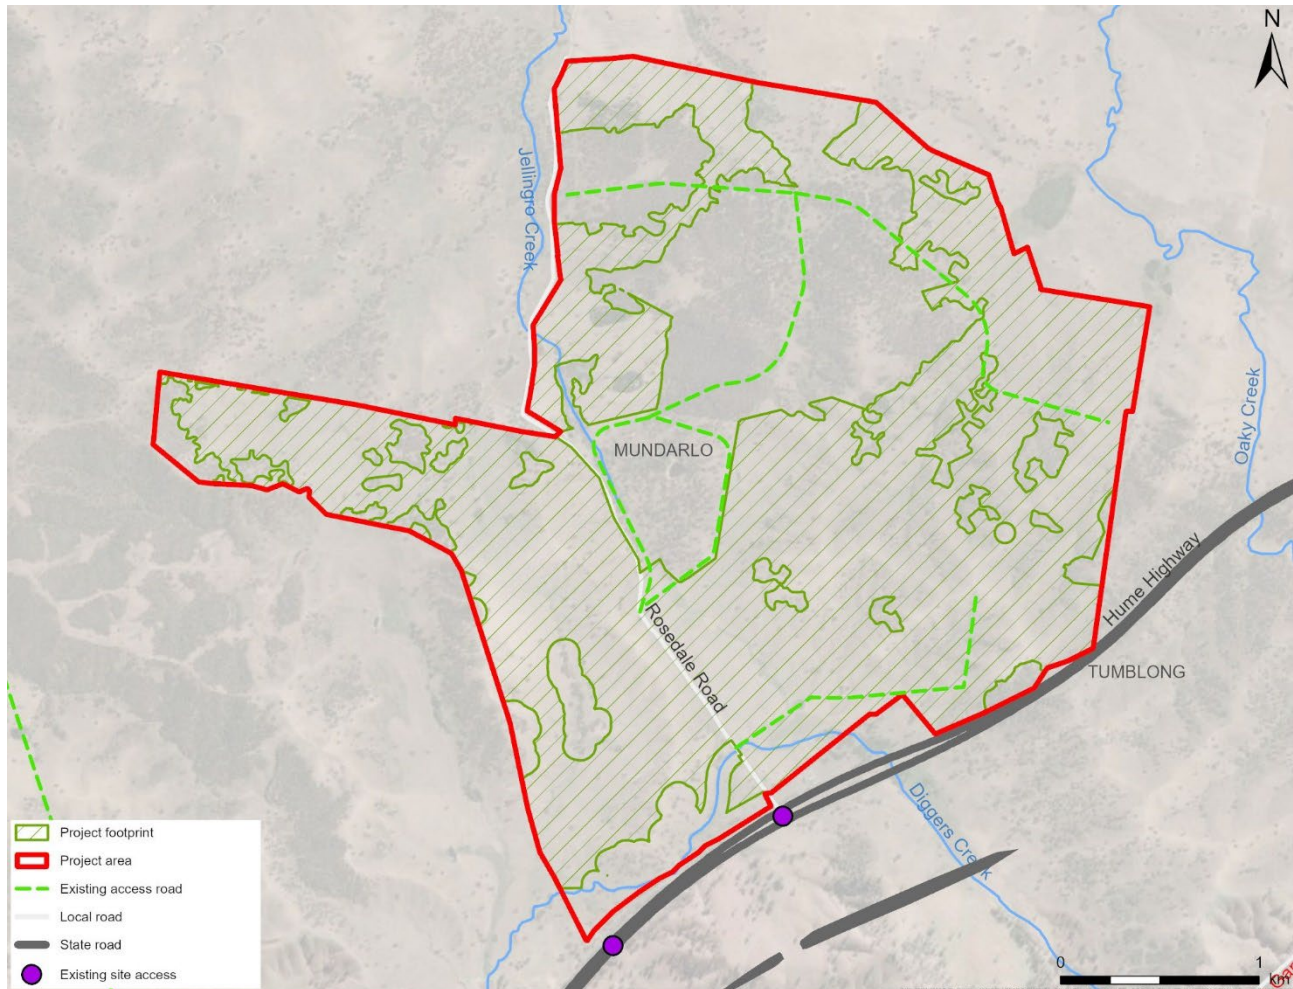 N
Jellingro Creek
Oaky Creek
MUNDARLO
Hume Highway
Rosedale Road
TUMBLONG
Diggers Creek
Project footprint
Project area
Existing access road
Local road
State road
Existing site access
0 1
km